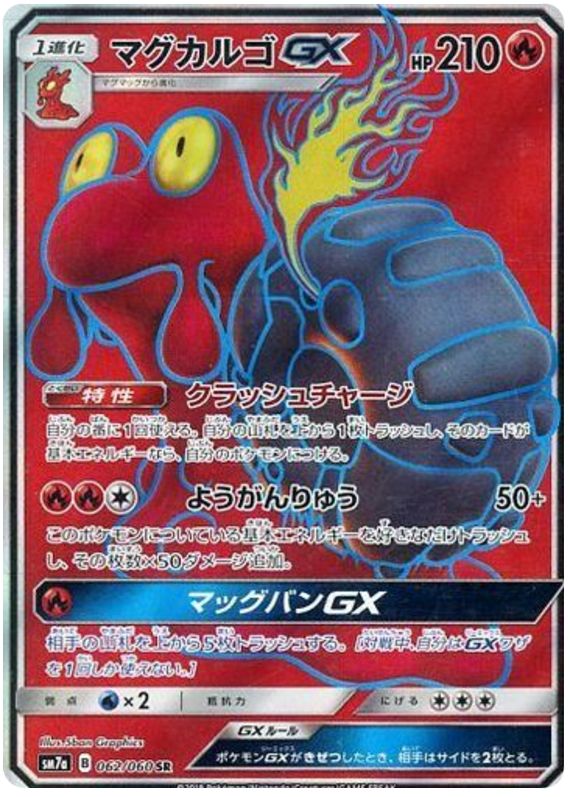 1進化 マグカルゴGX HP210
マグマッグから進化
とくせい
特性 クラッシュチャージ
自分の番に1回使える。自分の山札を上から1枚トラッシュし、そのカードが
基本エネルギーなら、自分のポケモンにつける。
ようがんりゅう 50+
このポケモンについている基本エネルギーを好きなだけトラッシュ
し、その枚数×50ダメージ追加。
マッグバンGX
相手の山札を上から5枚トラッシュする。[対戦中、自分はGXワザ
を1回しか使えない。]
弱点 ×2 抵抗力 にげる
Illus. 5ban Graphics
GXルール
sm7a B 062/060 SR
ポケモンGXがきぜつしたとき、相手はサイドを2枚とる。
©2018 Pokémon/Nintendo/Creatures/GAME FREAK